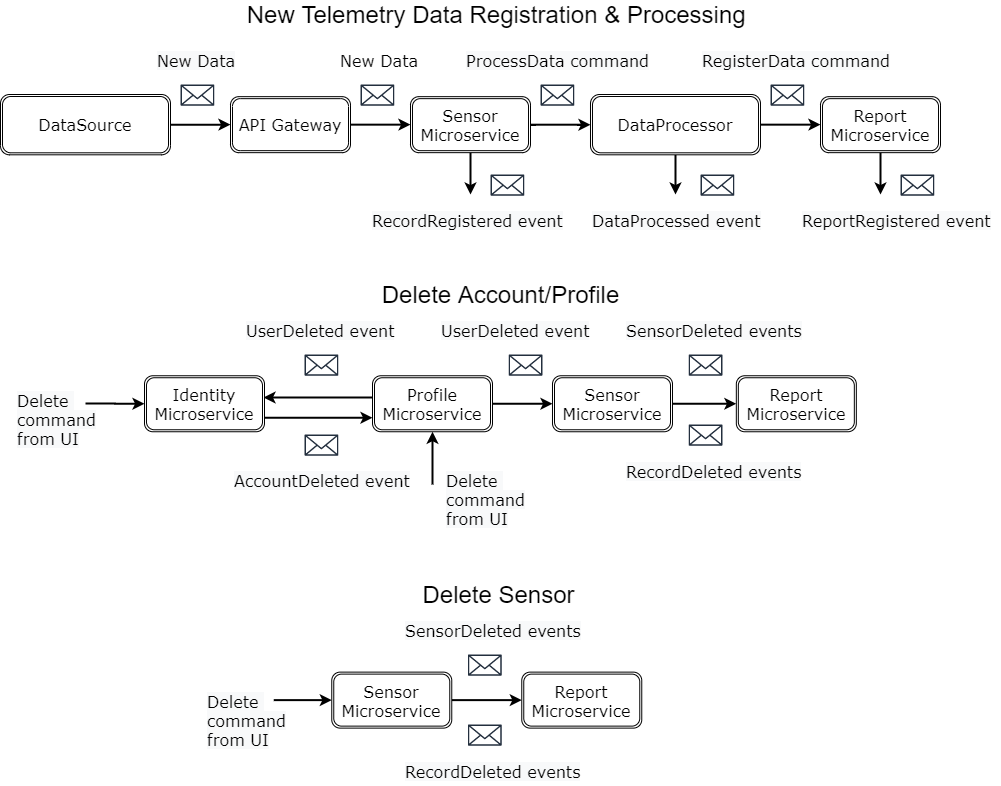 New Telemetry Data Registration & Processing
New Data
New Data
ProcessData command
RegisterData command
DataSource
API Gateway
Sensor
Microservice
DataProcessor
Report
Microservice
RecordRegistered event
DataProcessed event
ReportRegistered event
Delete Account/Profile
UserDeleted event
UserDeleted event
SensorDeleted events
Delete
command
from UI
Identity
Microservice
Profile
Microservice
Sensor
Microservice
Report
Microservice
AccountDeleted event
Delete
command
from UI
RecordDeleted events
Delete Sensor
SensorDeleted events
Delete
command
from UI
Sensor
Microservice
Report
Microservice
RecordDeleted events